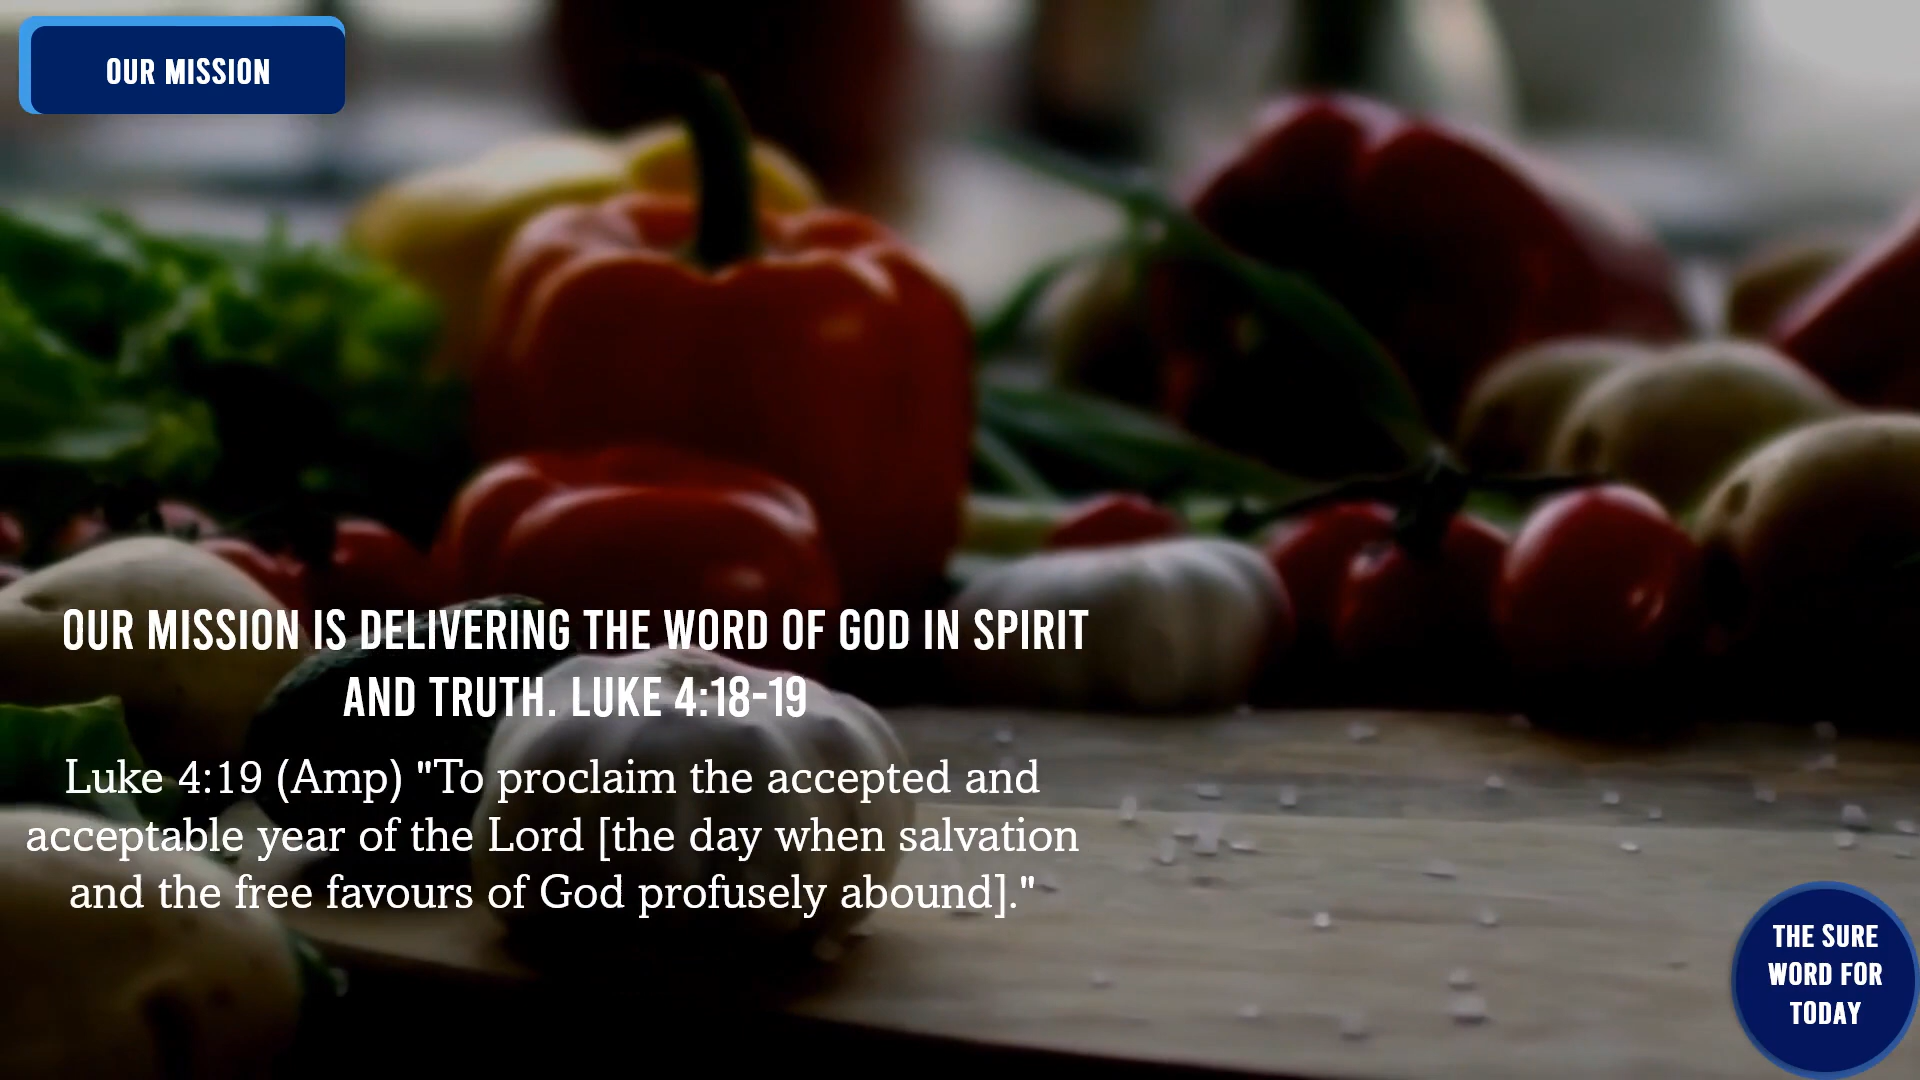 OUR MISSION
OUR MISSION IS DELIVERING THE WORD OF GOD IN SPIRIT
AND TRUTH. LUKE 4:18-19
Luke 4:19 (Amp) "To proclaim the accepted and
acceptable year of the Lord [the day when salvation
and the free favours of God profusely abound]."
THE SURE
WORD FOR
TODAY